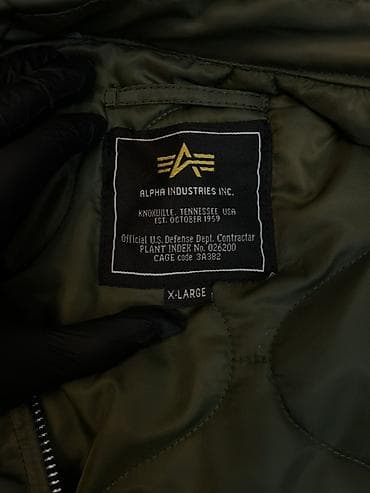 ALPHA INDUSTRIES INC.
KNOXVILLE, TENNESSEE USA
EST. OCTOBER 1959
Official U.S. Defense Dept. Contractor
PLANT INDEX No. 026200
CAGE code 3A382
X-LARGE